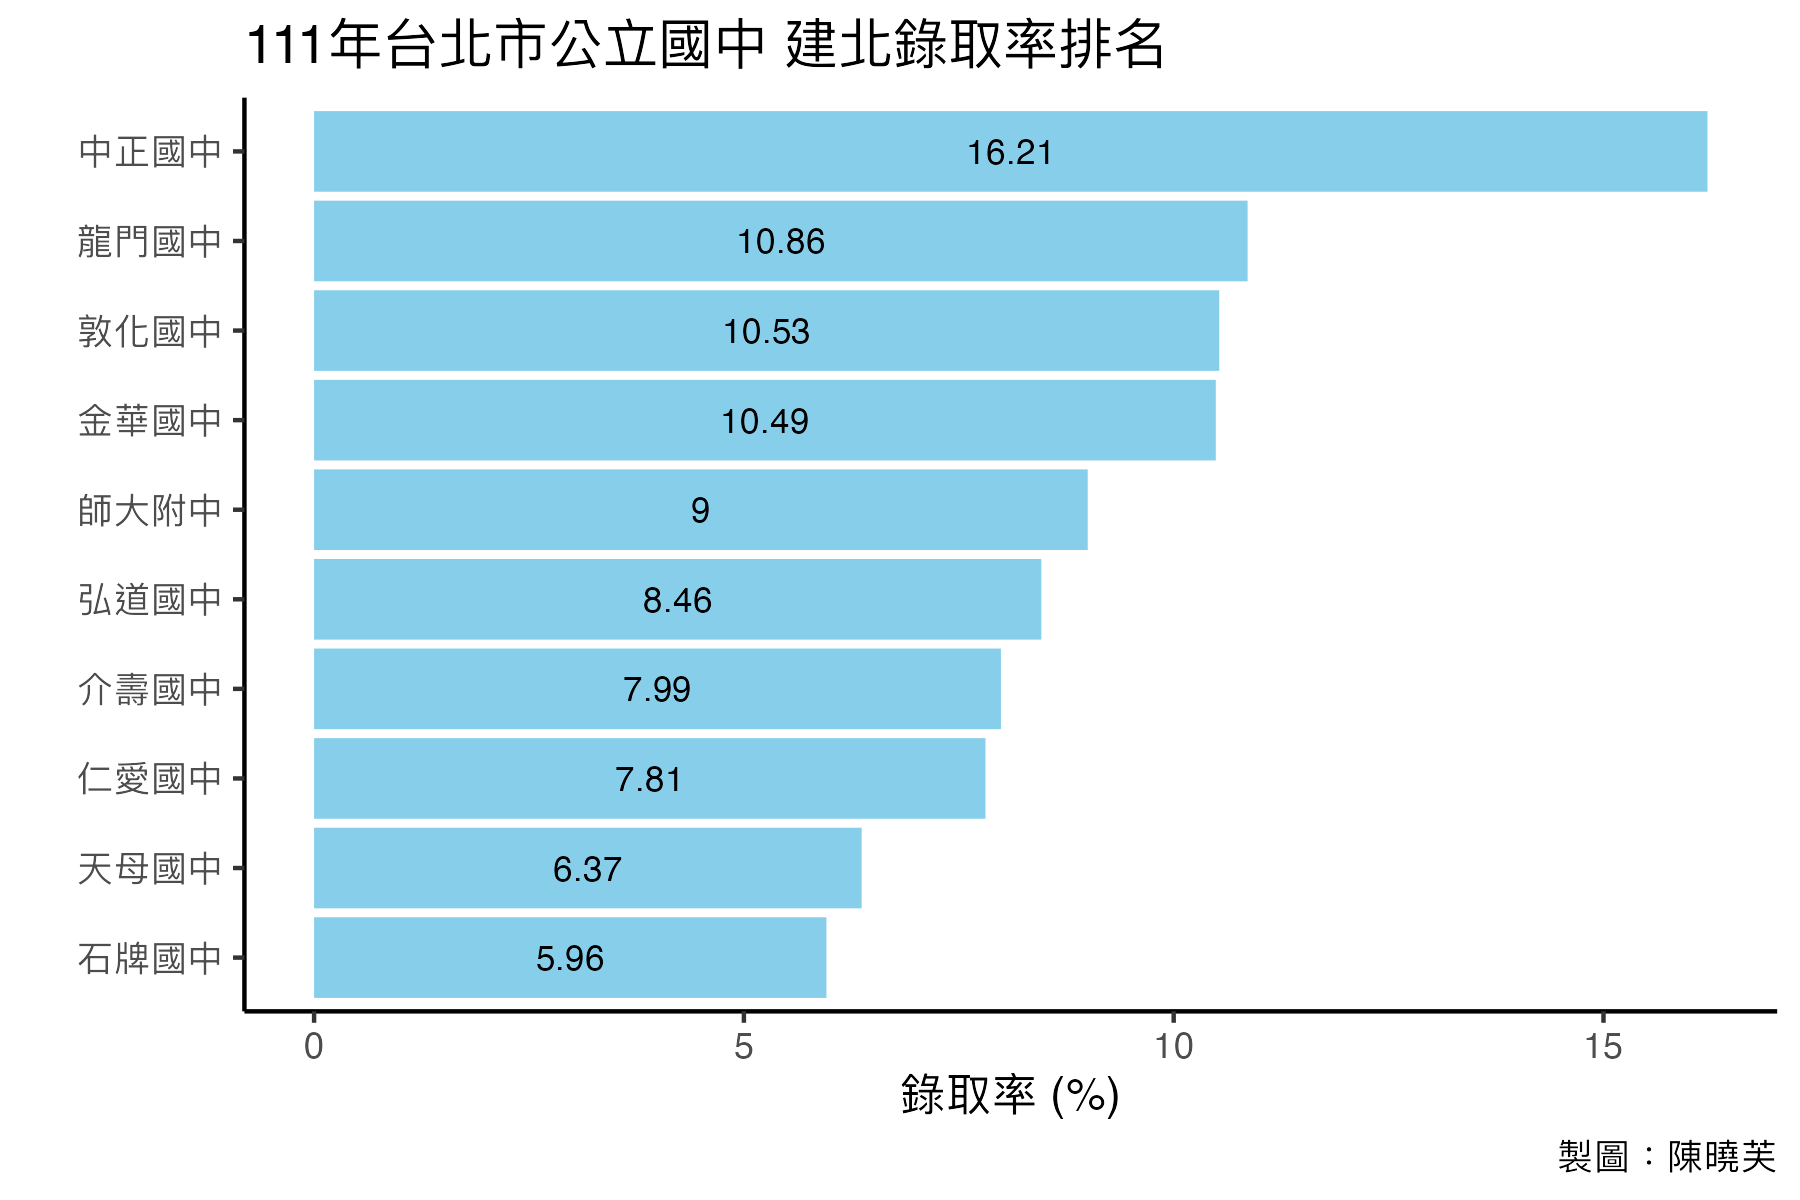 111年台北市公立國中 建北錄取率排名
中正國中 16.21
龍門國中 10.86
敦化國中 10.53
金華國中 10.49
師大附中 9
弘道國中 8.46
介壽國中 7.99
仁愛國中 7.81
天母國中 6.37
石牌國中 5.96
0 5 10 15
錄取率 (%)
製圖：陳曉芙